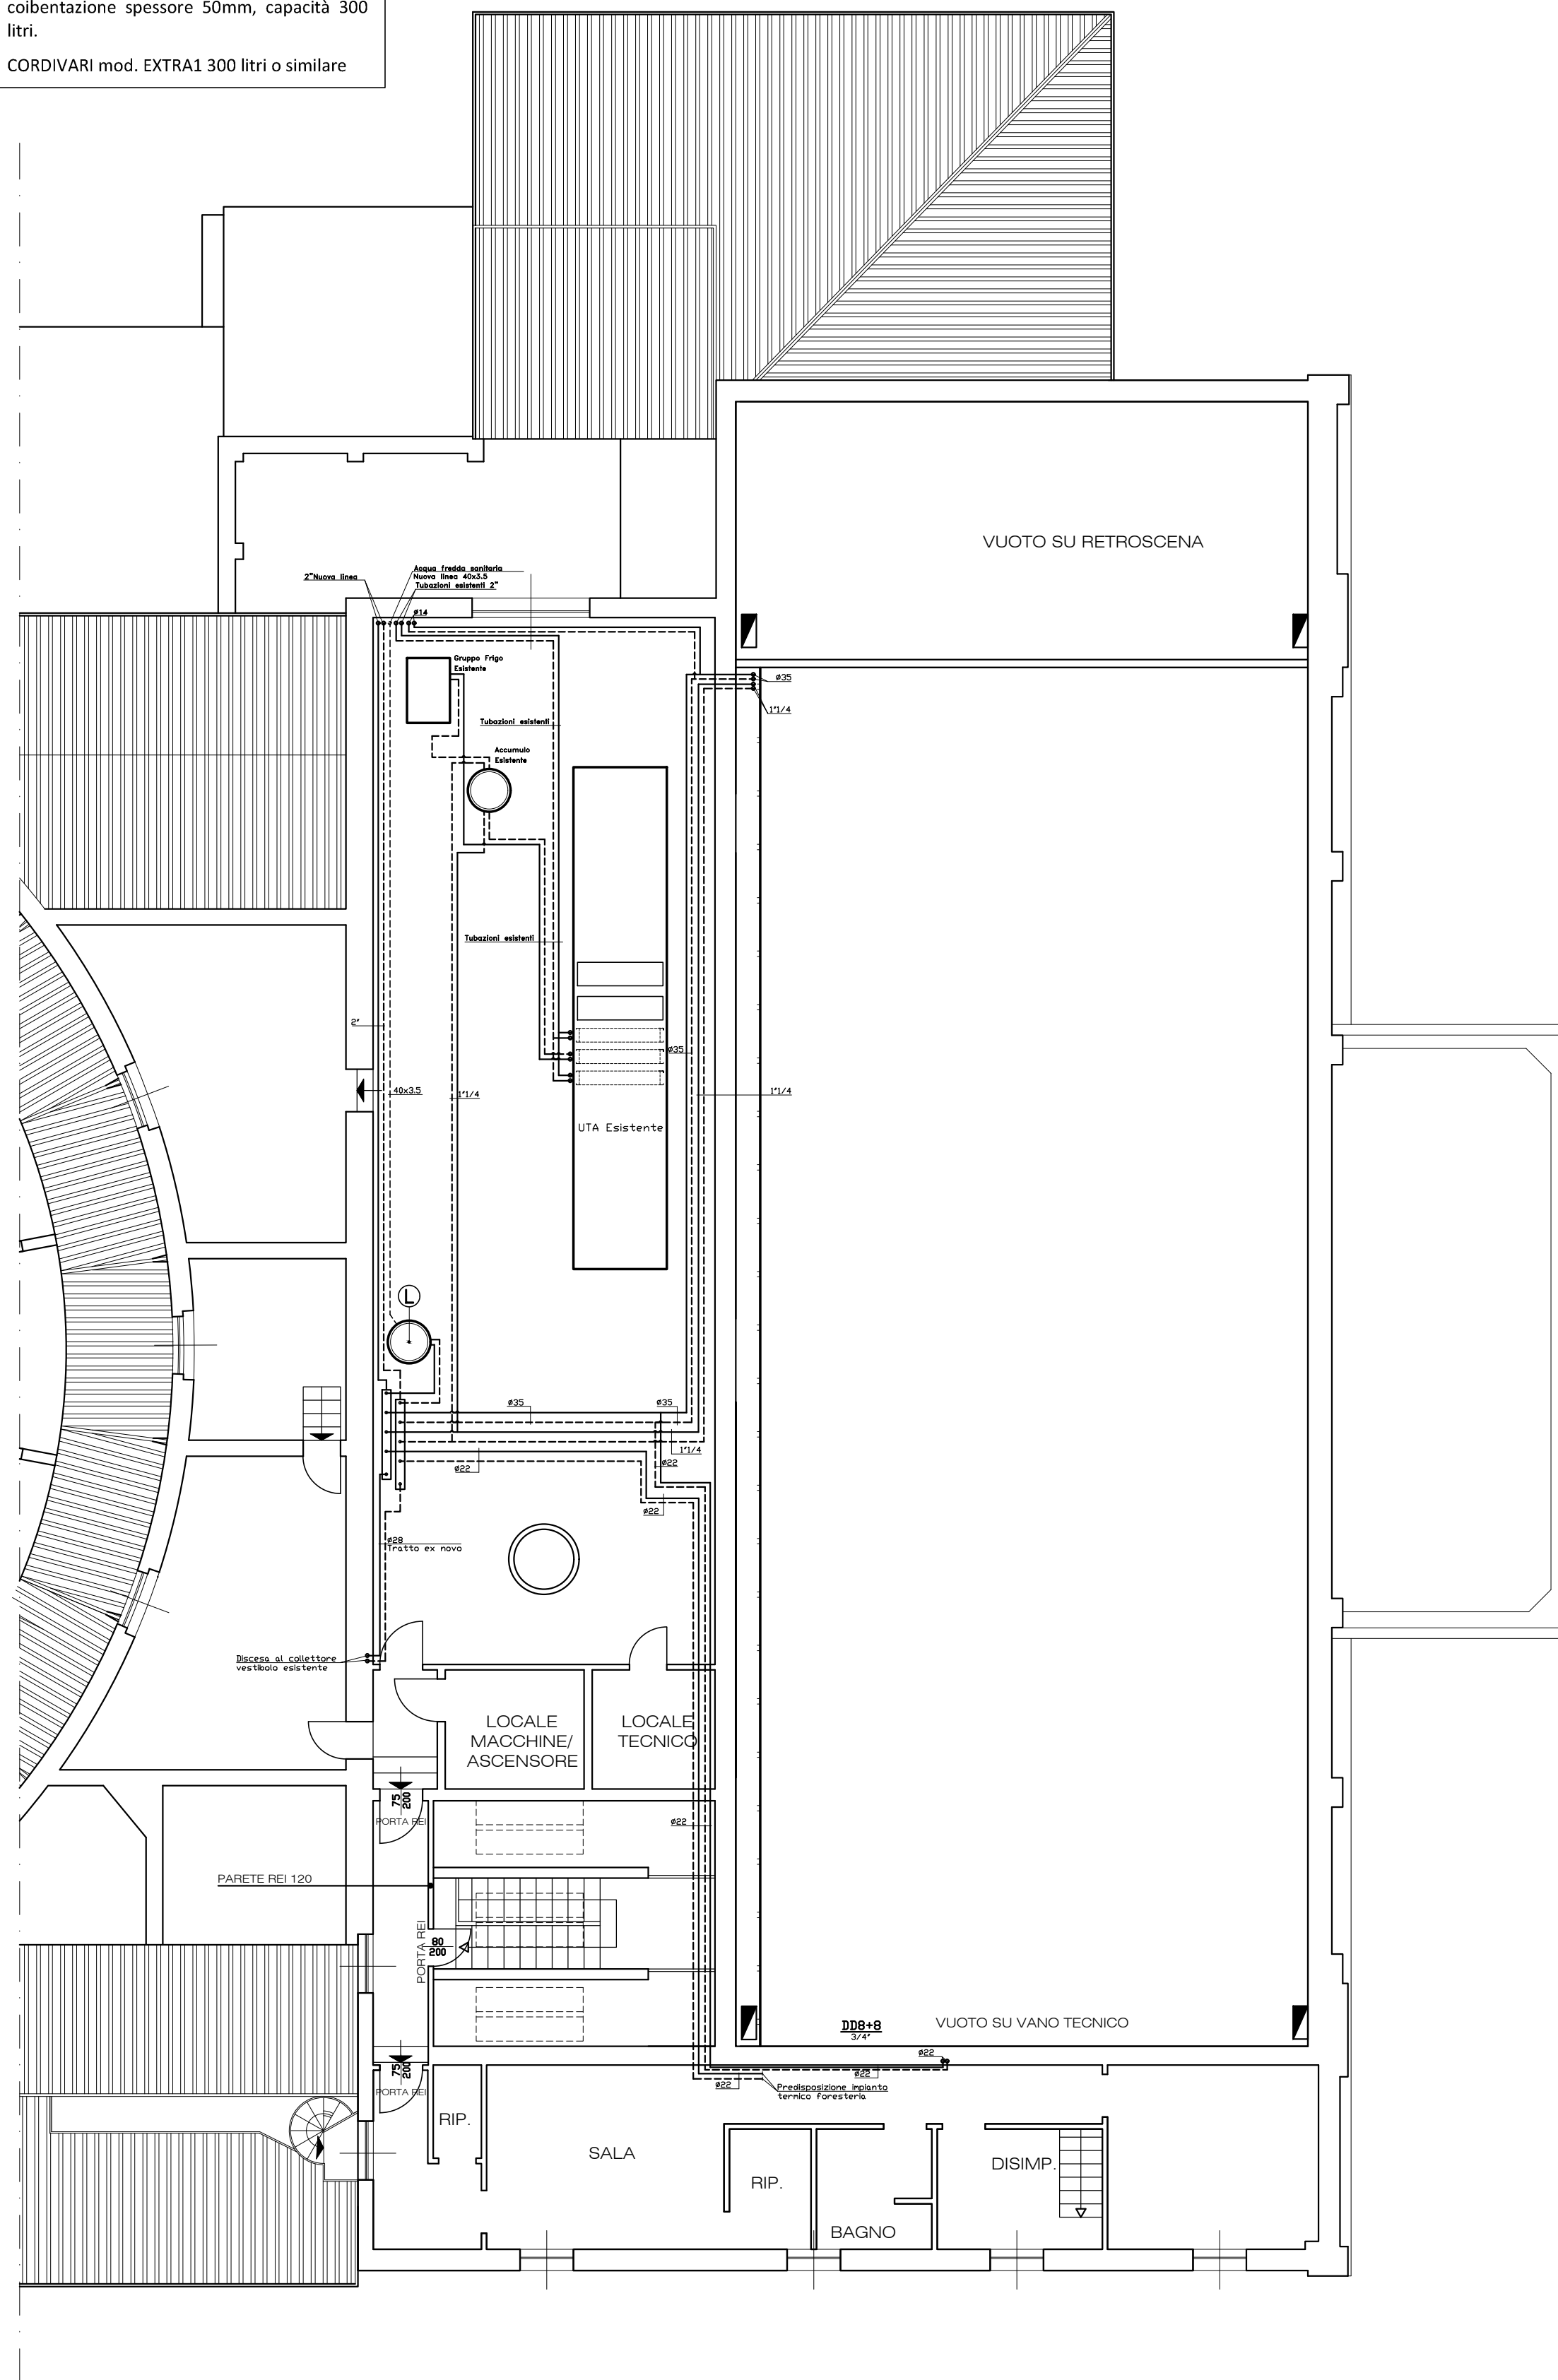 coibentazione spessore 50mm, capacità 300
litri.
CORDIVARI mod. EXTRA1 300 litri o similare
VUOTO SU RETROSCENA
Acqua fredda sanitaria
2"Nuova linea
Nuova linea 40x3.5
Tubazioni esistenti 2"
ø14
Gruppo Frigo
Esistente
ø35
1"1/4
Tubazioni esistenti
Accumulo
Esistente
Tubazioni esistenti
2"
ø35
40x3.5
1"1/4
1"1/4
UTA Esistente
L
ø35
ø35
1"1/4
ø22
ø22
ø22
ø28
Tratto ex novo
Discesa al collettore
vestibolo esistente
LOCALE
MACCHINE/
ASCENSORE
LOCALE
TECNICO
75
200
PORTA REI
ø22
PARETE REI 120
PORTA REI
80
200
DD8+8
3/4"
VUOTO SU VANO TECNICO
ø22
75
200
PORTA REI
ø22
ø22
Predisposizione impianto
termico foresteria
RIP.
SALA
RIP.
DISIMP.
BAGNO